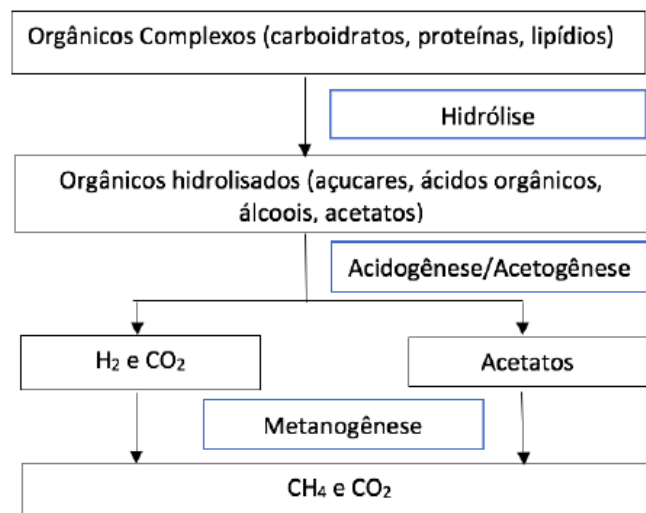 Orgânicos Complexos (carboidratos, proteínas, lipídios)
Hidrólise
Orgânicos hidrolisados (açucares, ácidos orgânicos,
álcoois, acetatos)
Acidogênese/Acetogênese
H₂ e CO₂
Acetatos
Metanogênese
CH₄ e CO₂